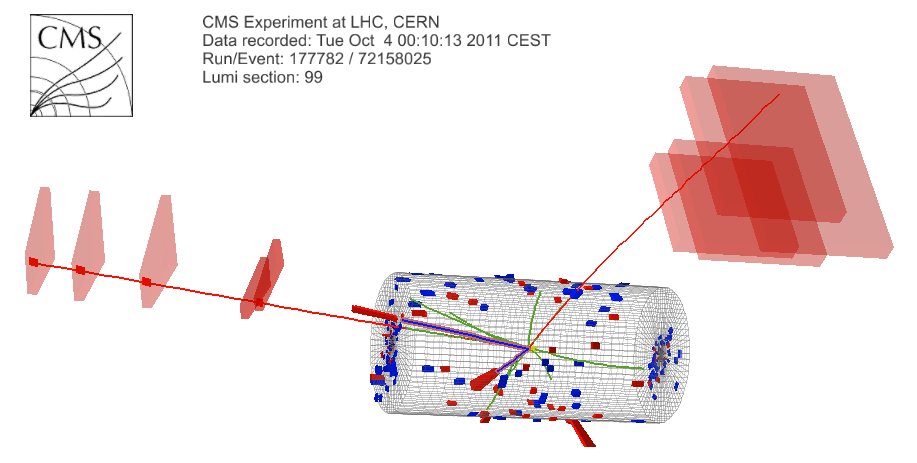 CMS
CMS Experiment at LHC, CERN
Data recorded: Tue Oct  4 00:10:13 2011 CEST
Run/Event: 177782 / 72158025
Lumi section: 99